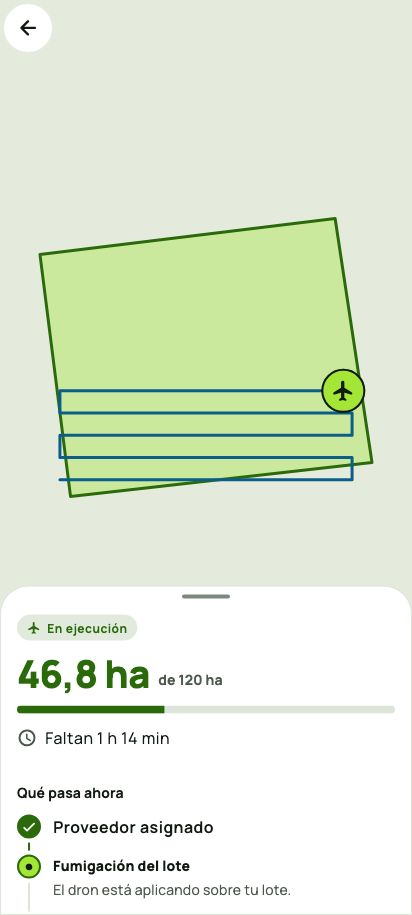 En ejecución
46,8 ha de 120 ha
Faltan 1 h 14 min
Qué pasa ahora
Proveedor asignado
Fumigación del lote
El dron está aplicando sobre tu lote.